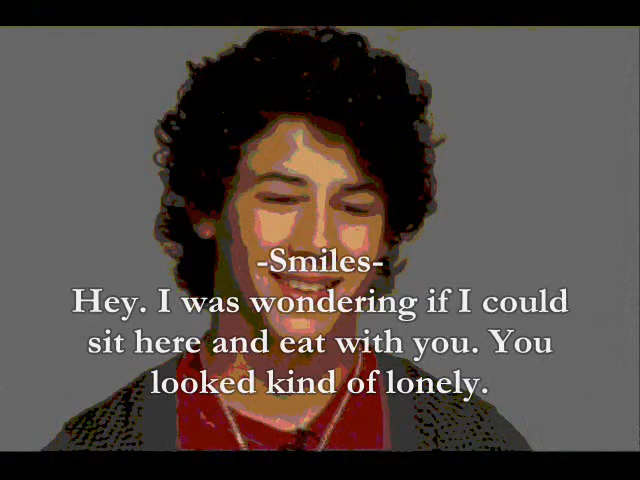 -Smiles-
Hey. I was wondering if I could
sit here and eat with you. You
looked kind of lonely.